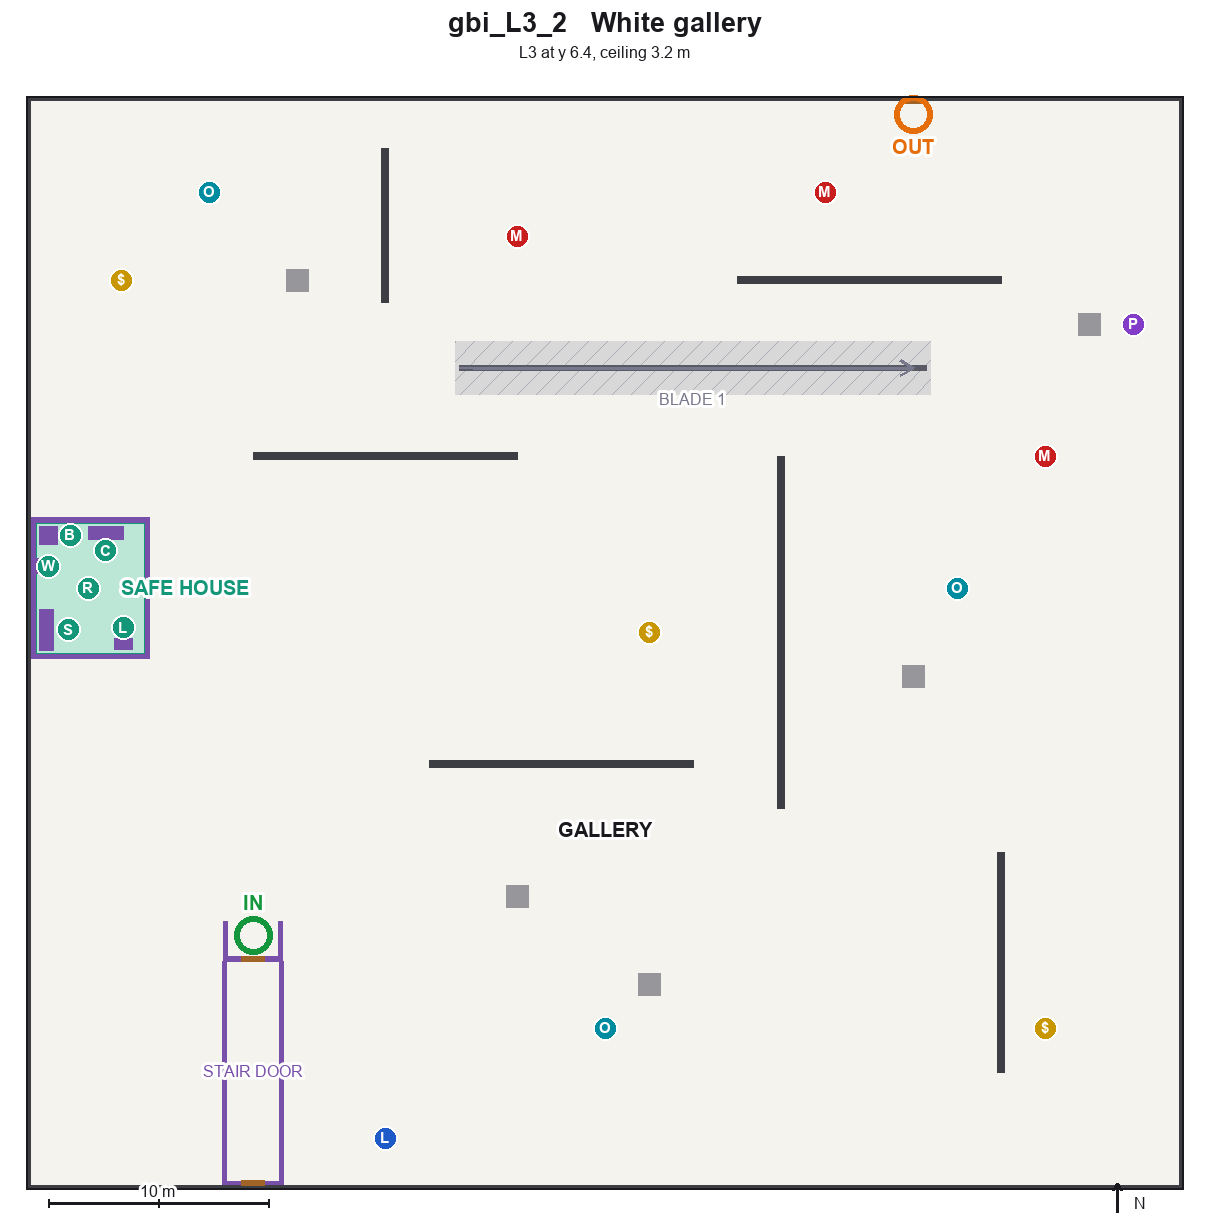 gbi_L3_2   White gallery
L3 at y 6.4, ceiling 3.2 m
OUT
O
M
M
$
P
BLADE 1
M
B
C
W
R
SAFE HOUSE
O
S
L
$
GALLERY
IN
O
$
STAIR DOOR
L
10 m
N